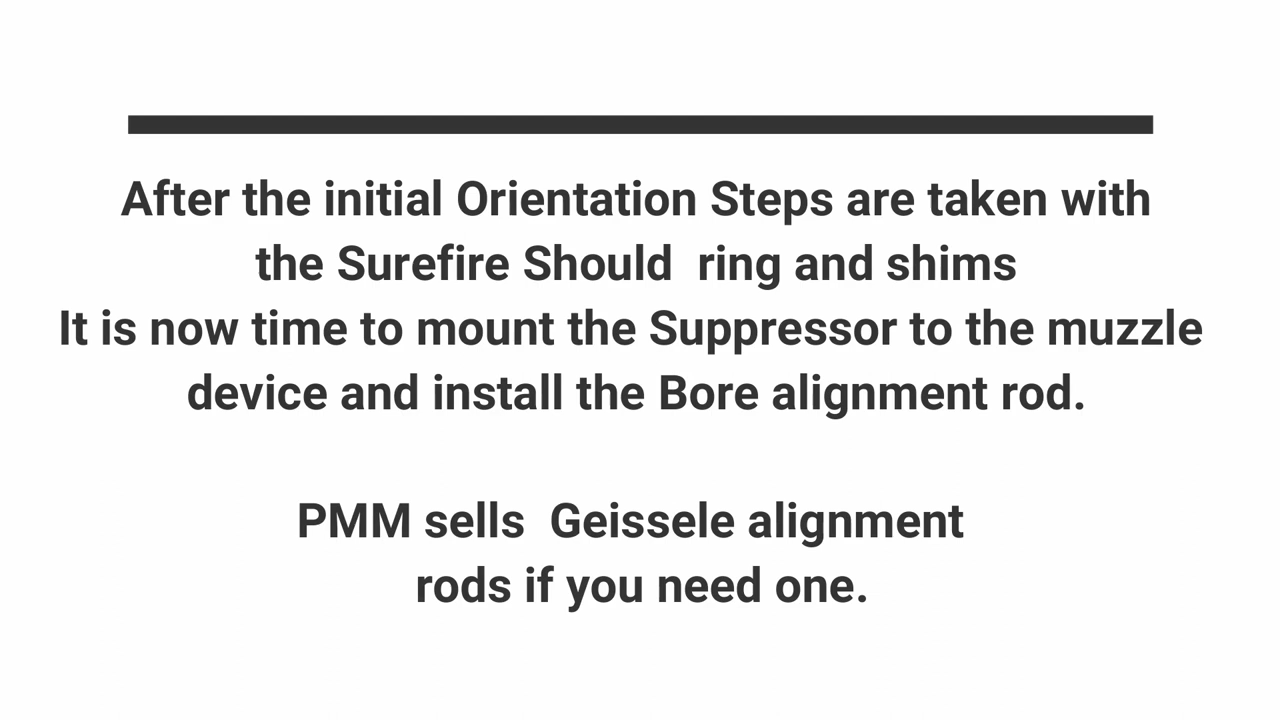 After the initial Orientation Steps are taken with
the Surefire Should  ring and shims
It is now time to mount the Suppressor to the muzzle
device and install the Bore alignment rod.
PMM sells  Geissele alignment
rods if you need one.